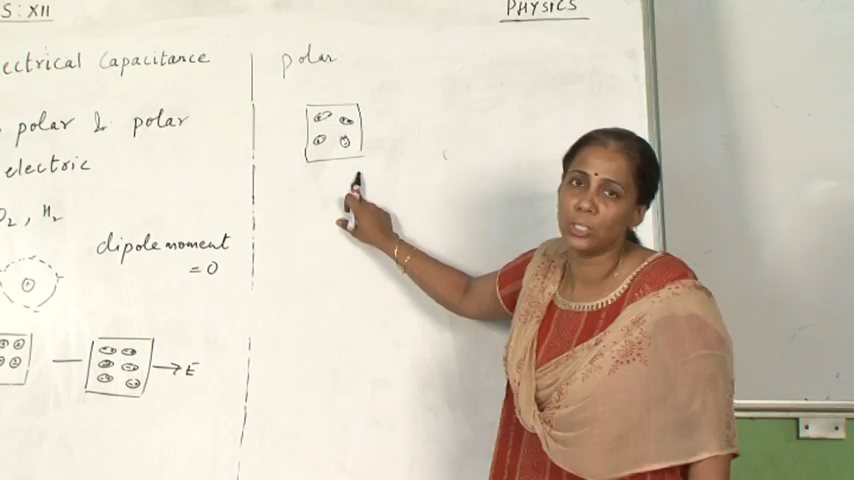 S: XII
PHYSICS
ectrical Capacitance
polar & polar
electric
O2, H2
dipole moment
= 0
→ E
polar